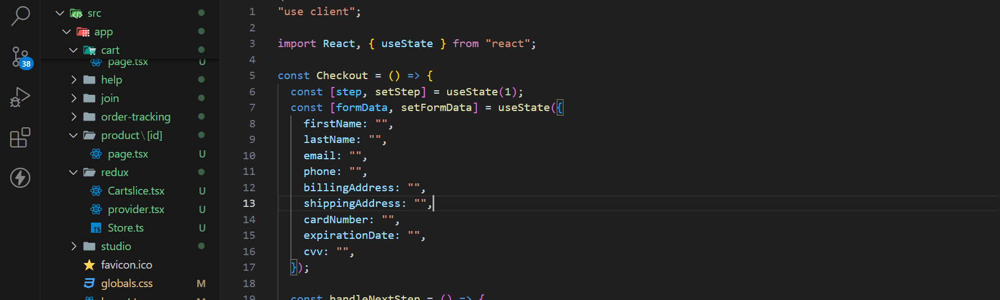 src
app
cart
page.tsx U
help
join
order-tracking
product\[id]
page.tsx U
redux
Cartslice.tsx U
provider.tsx U
TS Store.ts U
studio
favicon.ico
globals.css M
38
1 "use client";
2
3 import React, { useState } from "react";
4
5 const Checkout = () => {
6 const [step, setStep] = useState(1);
7 const [formData, setFormData] = useState({
8 firstName: "",
9 lastName: "",
10 email: "",
11 phone: "",
12 billingAddress: "",
13 shippingAddress: "",
14 cardNumber: "",
15 expirationDate: "",
16 cvv: "",
17 });
18
19 const handleNextStep = () => {